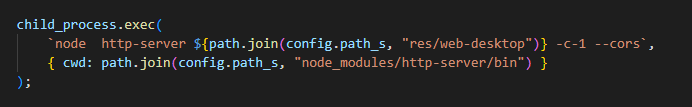 child_process.exec(
    `node  http-server ${path.join(config.path_s, "res/web-desktop")} -c-1 --cors`,
    { cwd: path.join(config.path_s, "node_modules/http-server/bin") }
);